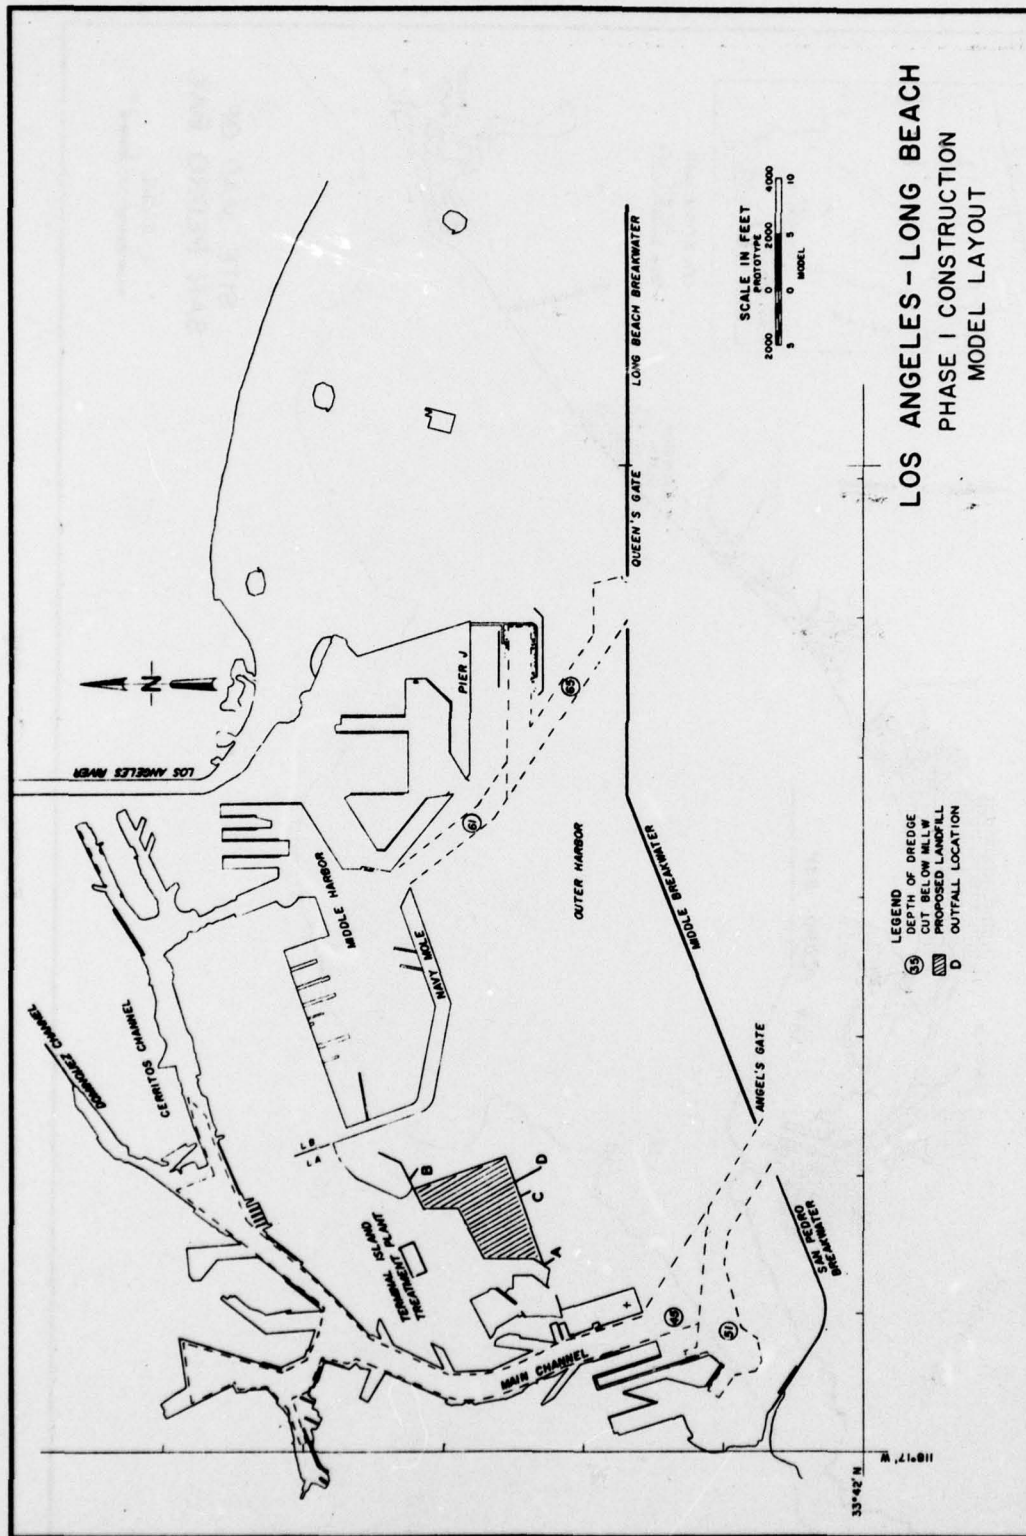 LOS ANGELES-LONG BEACH
PHASE I CONSTRUCTION
MODEL LAYOUT
SCALE IN FEET
PROTOTYPE
2000 0 2000 4000
5 0 5 10
MODEL
LEGEND
35 DEPTH OF DREDGE
CUT BELOW MLLW
PROPOSED LANDFILL
D OUTFALL LOCATION
N
LOS ANGELES RIVER
DOMINGUEZ CHANNEL
CERRITOS CHANNEL
MIDDLE HARBOR
NAVY MOLE
PIER J
LB
LA
TERMINAL ISLAND
TREATMENT PLANT
B
D
C
A
MAIN CHANNEL
61
65
45
51
OUTER HARBOR
LONG BEACH BREAKWATER
QUEEN'S GATE
MIDDLE BREAKWATER
ANGEL'S GATE
SAN PEDRO
BREAKWATER
33°42' N
118°17' W